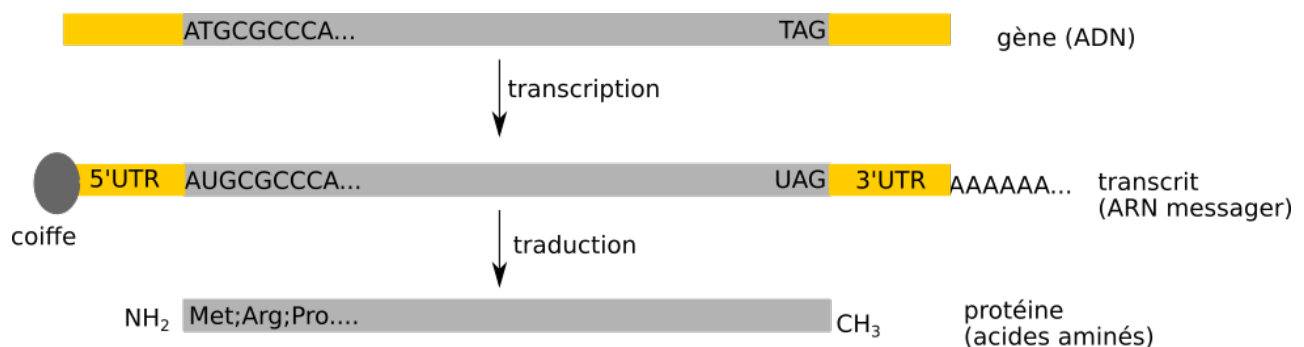 ATGCGCCCA... TAG gène (ADN)
transcription
5'UTR AUGCGCCCA... UAG 3'UTR AAAAAA... transcrit
(ARN messager)
coiffe
traduction
NH₂ Met;Arg;Pro.... CH₃ protéine
(acides aminés)